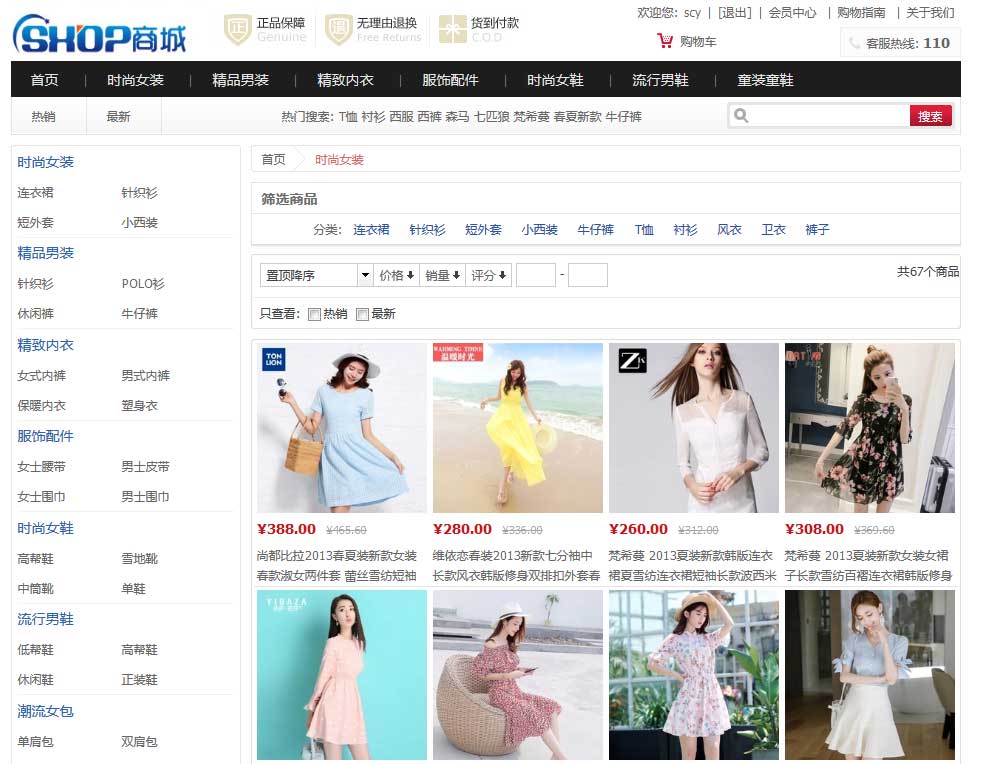 SHOP商城
正 正品保障
Genuine
退 无理由退换
Free Returns
货到付款
C.O.D
欢迎您: scy | [退出] | 会员中心 | 购物指南 | 关于我们
购物车
客服热线: 110
首页 | 时尚女装 | 精品男装 | 精致内衣 | 服饰配件 | 时尚女鞋 | 流行男鞋 | 童装童鞋
热销 最新
热门搜索: T恤 衬衫 西服 西裤 森马 七匹狼 梵希蔓 春夏新款 牛仔裤
搜索
时尚女装
连衣裙 针织衫
短外套 小西装
精品男装
针织衫 POLO衫
休闲裤 牛仔裤
精致内衣
女式内裤 男式内裤
保暖内衣 塑身衣
服饰配件
女士腰带 男士皮带
女士围巾 男士围巾
时尚女鞋
高帮鞋 雪地靴
中筒靴 单鞋
流行男鞋
低帮鞋 高帮鞋
休闲鞋 正装鞋
潮流女包
单肩包 双肩包
首页 时尚女装
筛选商品
分类: 连衣裙 针织衫 短外套 小西装 牛仔裤 T恤 衬衫 风衣 卫衣 裤子
置顶降序 价格 销量 评分 -
共67个商品
只查看: 热销 最新
TON
LION
WARMING TIMES
温暖时光
¥388.00 ¥465.60
尚都比拉2013春夏装新款女装
春款淑女两件套 蕾丝雪纺短袖
¥280.00 ¥336.00
维依恋春装2013新款七分袖中
长款风衣韩版修身双排扣外套春
¥260.00 ¥312.00
梵希蔓 2013夏装新款韩版连衣
裙夏雪纺连衣裙短袖长款波西米
¥308.00 ¥369.60
梵希蔓 2013夏装新款女装女裙
子长款雪纺百褶连衣裙韩版修身
YIBAZA